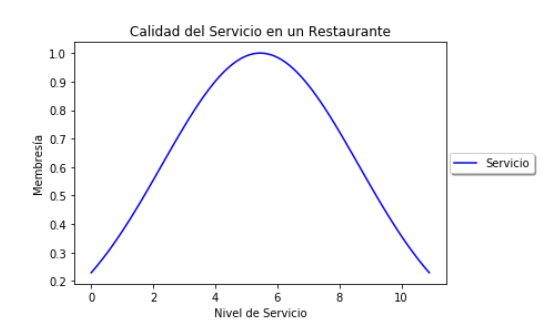 Calidad del Servicio en un Restaurante
1.0
0.9
0.8
0.7
0.6
0.5
0.4
0.3
0.2
Membresía
Servicio
0 2 4 6 8 10
Nivel de Servicio